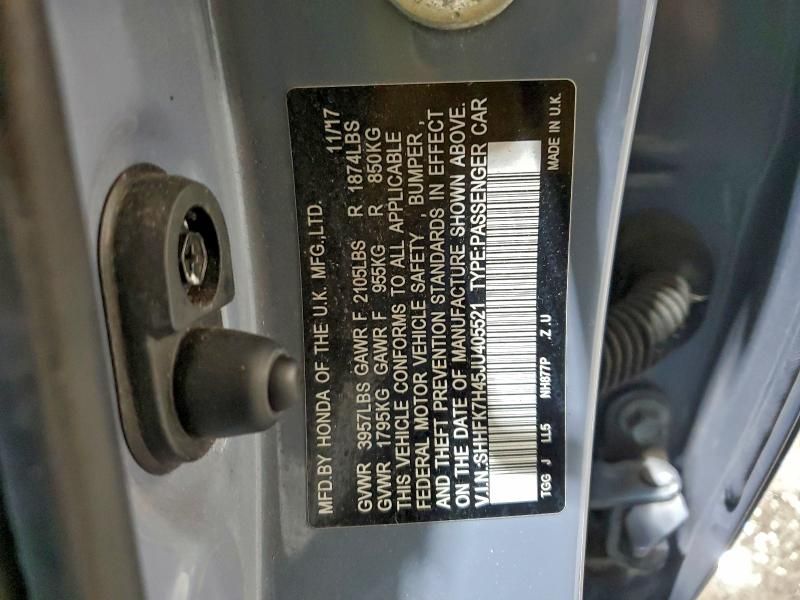 MFD.BY HONDA OF THE U.K. MFG.,LTD. 11/17
GVWR 3957LBS GAWR F 2105LBS R 1874LBS
GVWR 1795KG GAWR F 955KG R 850KG
THIS VEHICLE CONFORMS TO ALL APPLICABLE
FEDERAL MOTOR VEHICLE SAFETY , BUMPER ,
AND THEFT PREVENTION STANDARDS IN EFFECT
ON THE DATE OF MANUFACTURE SHOWN ABOVE.
V.I.N:SHHFK7H45JU405521 TYPE:PASSENGER CAR
TGG J LL5 NH877P .Z .U MADE IN U.K.